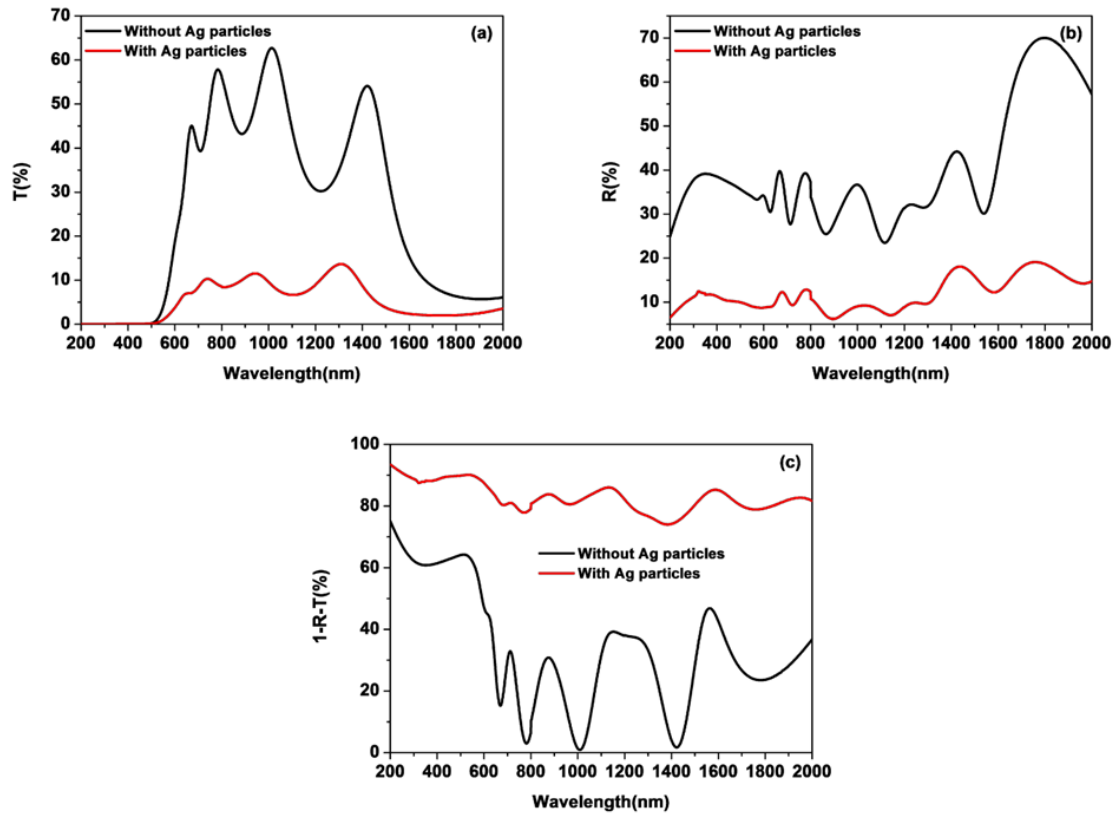 70
60
50
40
30
20
10
0
T(%)
Without Ag particles
With Ag particles
(a)
200 400 600 800 1000 1200 1400 1600 1800 2000
Wavelength(nm)
70
60
50
40
30
20
10
R(%)
Without Ag particles
With Ag particles
(b)
200 400 600 800 1000 1200 1400 1600 1800 2000
Wavelength(nm)
100
80
60
40
20
0
1-R-T(%)
(c)
Without Ag particles
With Ag particles
200 400 600 800 1000 1200 1400 1600 1800 2000
Wavelength(nm)